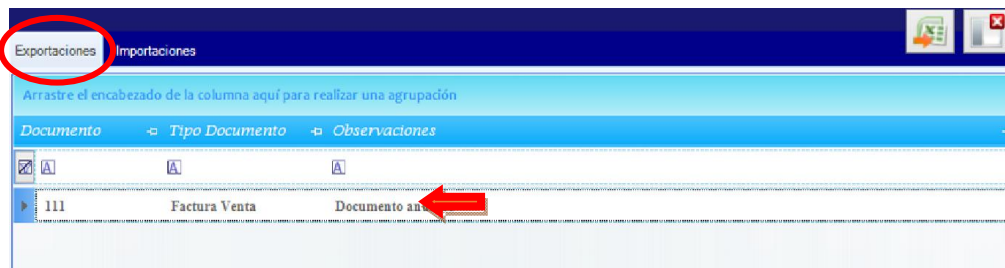 Exportaciones Importaciones
Arrastre el encabezado de la columna aquí para realizar una agrupación
Documento Tipo Documento Observaciones
A A A
111 Factura Venta Documento